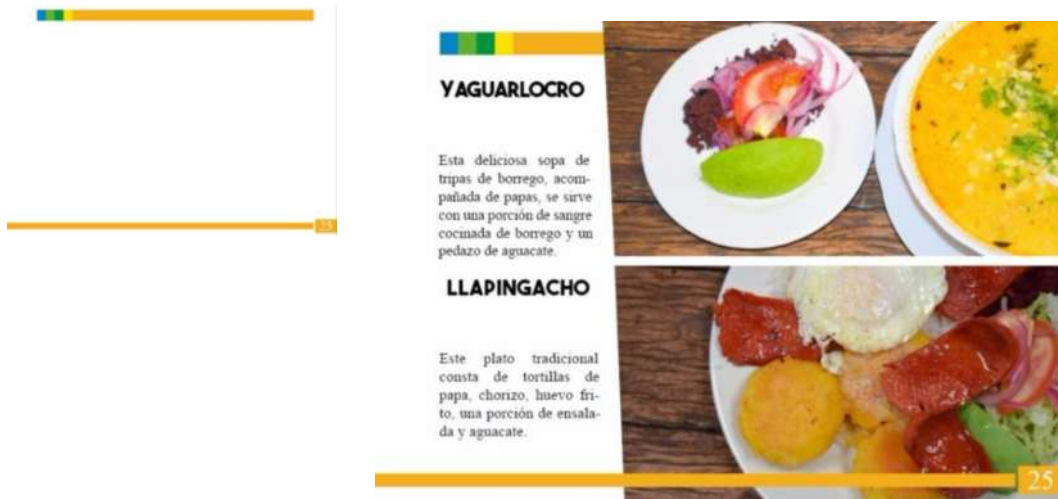 25
YAGUARLOCRO
Esta deliciosa sopa de
tripas de borrego, acom-
pañada de papas, se sirve
con una porción de sangre
cocinada de borrego y un
pedazo de aguacate.
LLAPINGACHO
Este plato tradicional
consta de tortillas de
papa, chorizo, huevo fri-
to, una porción de ensala-
da y aguacate.
25